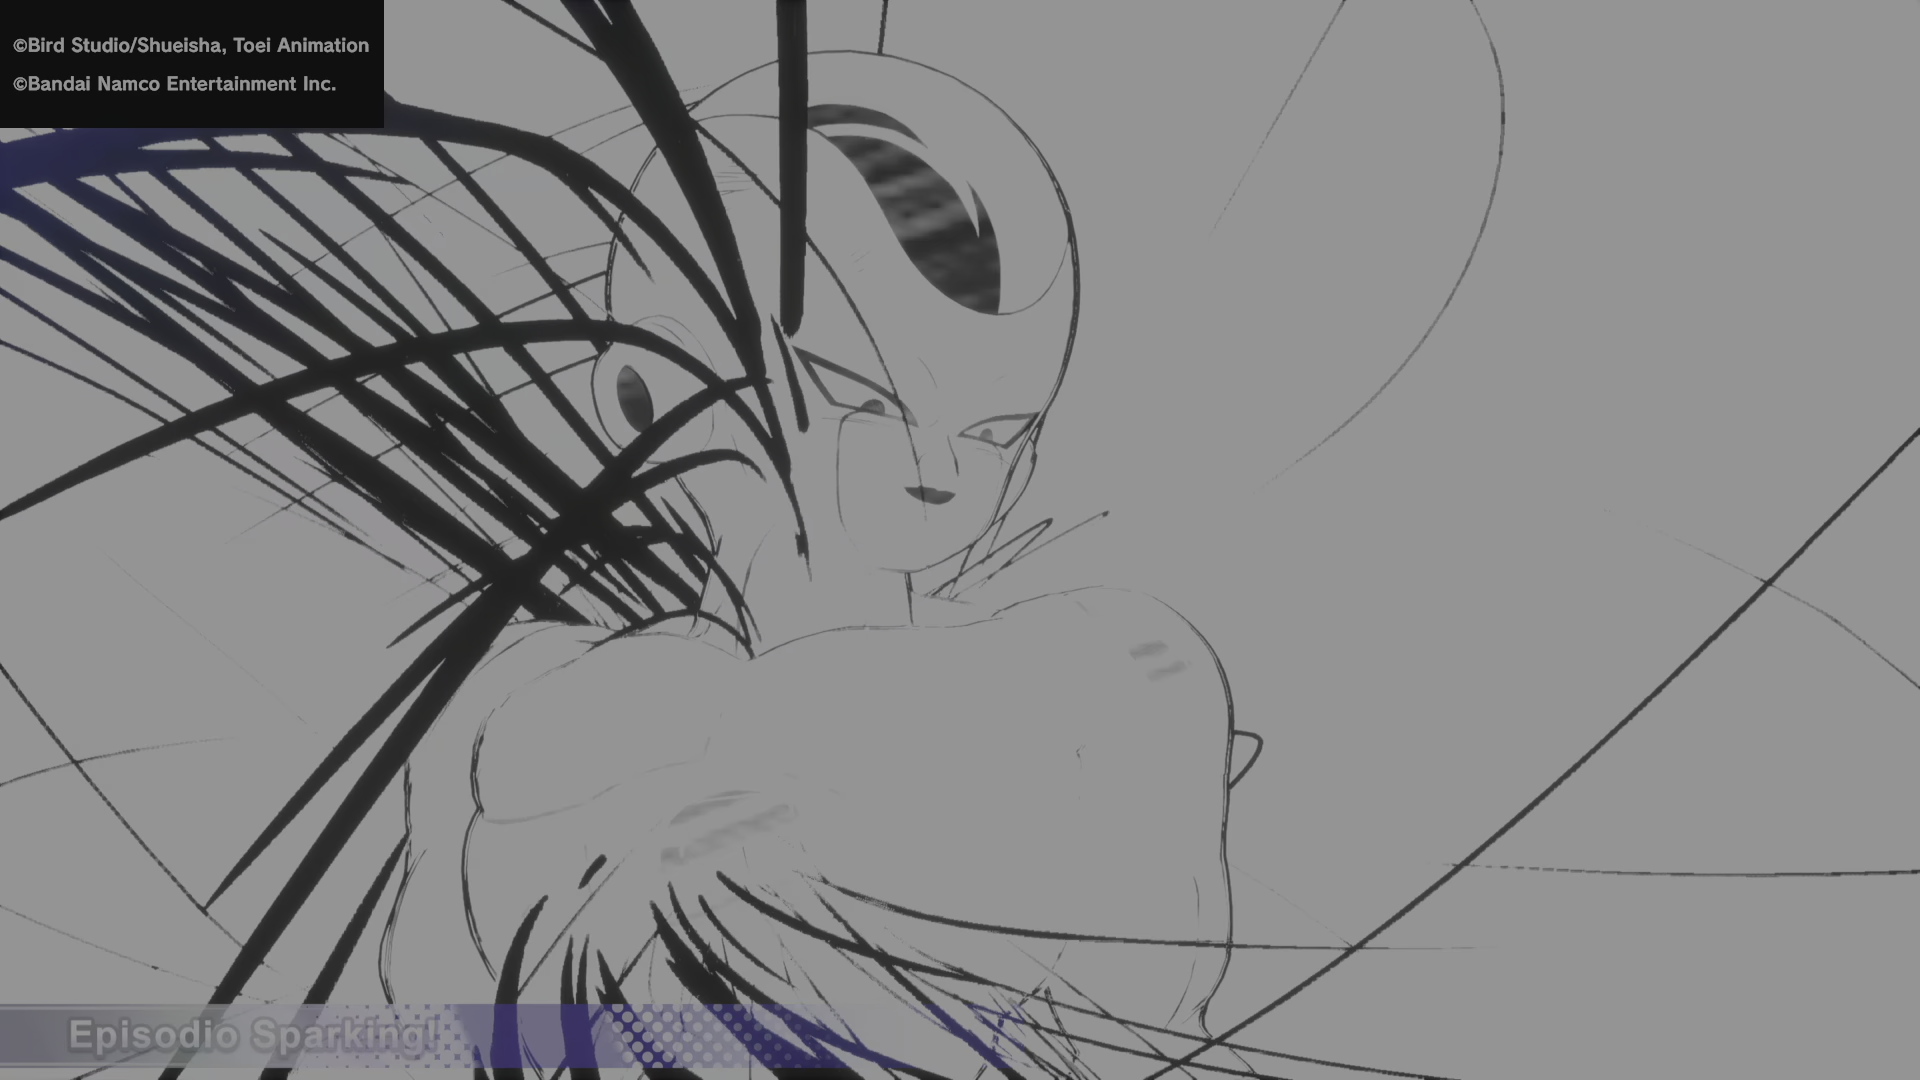 ©Bird Studio/Shueisha, Toei Animation
©Bandai Namco Entertainment Inc.
Episodio Sparking!